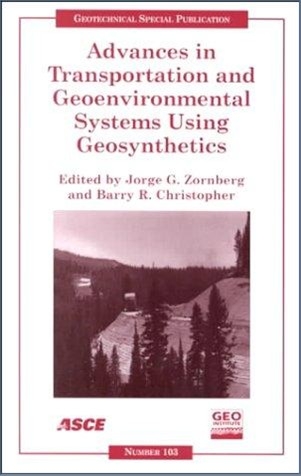 GEOTECHNICAL SPECIAL PUBLICATION
Advances in
Transportation and
Geoenvironmental
Systems Using
Geosynthetics
Edited by Jorge G. Zornberg
and Barry R. Christopher
ASCE
GEO
INSTITUTE
NUMBER 103